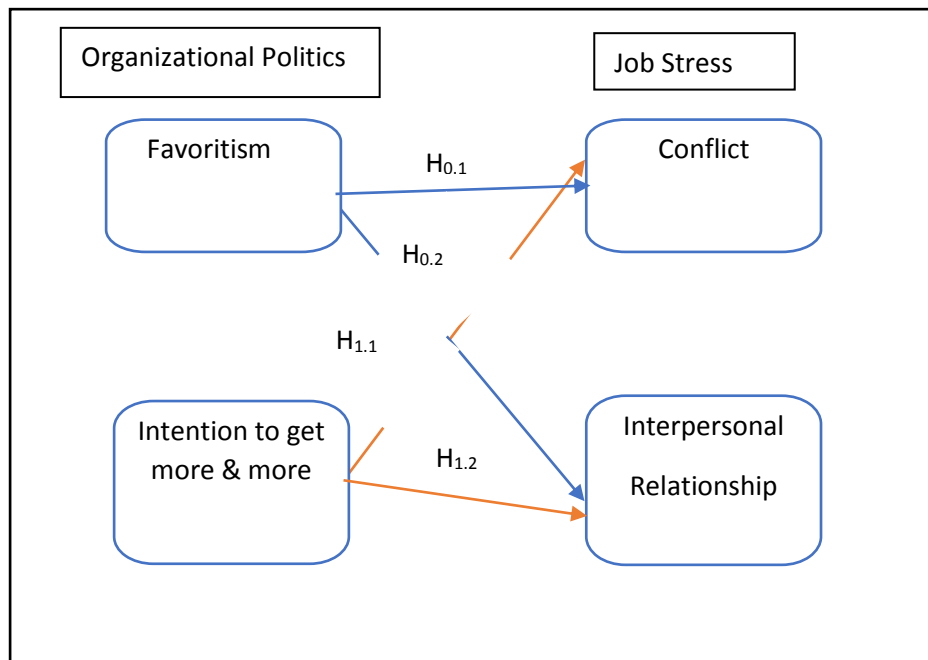 Organizational Politics
Job Stress
Favoritism
Conflict
H0.1
H0.2
H1.1
Intention to get
more & more
H1.2
Interpersonal
Relationship